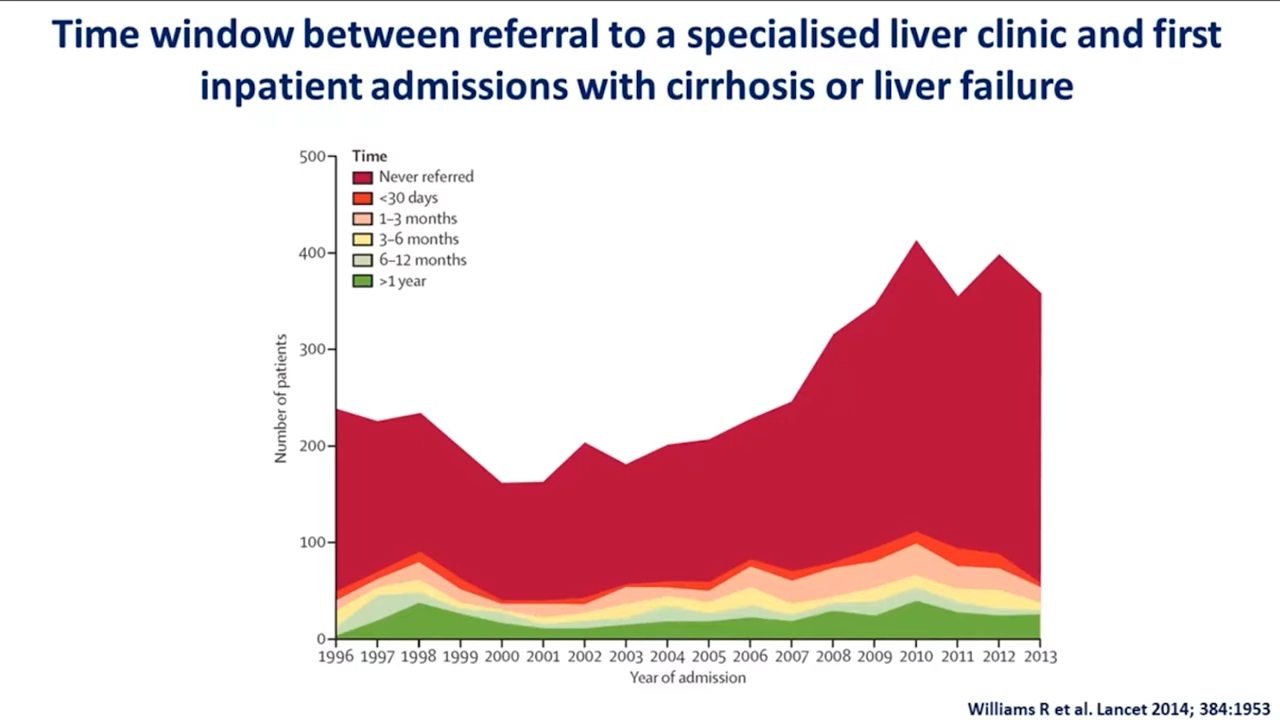 Time window between referral to a specialised liver clinic and first
inpatient admissions with cirrhosis or liver failure
500
Time
Never referred
<30 days
1–3 months
3–6 months
6–12 months
>1 year
400
300
200
100
0
Number of patients
1996 1997 1998 1999 2000 2001 2002 2003 2004 2005 2006 2007 2008 2009 2010 2011 2012 2013
Year of admission
Williams R et al. Lancet 2014; 384:1953